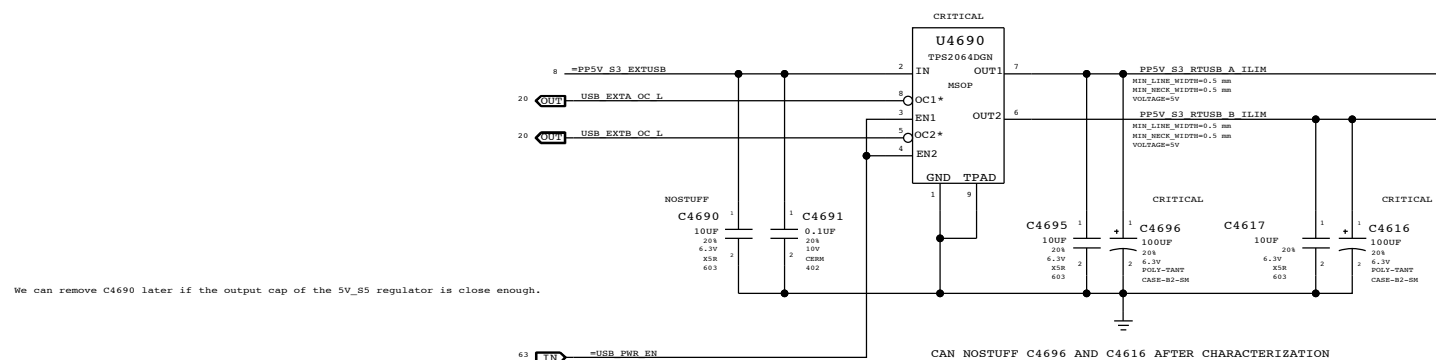 CRITICAL
U4690
TPS2064DGN
8 =PP5V_S3_EXTUSB 2 IN OUT1 7 PP5V_S3_RTUSB_A_ILIM
MSOP
MIN_LINE_WIDTH=0.5 mm
MIN_NECK_WIDTH=0.5 mm
VOLTAGE=5V
20 OUT USB_EXTA_OC_L 8 OC1*
3 EN1 OUT2 6 PP5V_S3_RTUSB_B_ILIM
MIN_LINE_WIDTH=0.5 mm
MIN_NECK_WIDTH=0.5 mm
VOLTAGE=5V
20 OUT USB_EXTB_OC_L 5 OC2*
4 EN2
GND TPAD
1 9
NOSTUFF
C4690 1
10UF
20%
6.3V 2
X5R
603
1 C4691
0.1UF
20%
2 10V
CERM
402
C4695 1
10UF
20%
6.3V 2
X5R
603
CRITICAL
1 C4696
+ 100UF
20%
2 6.3V
POLY-TANT
CASE-B2-SM
C4617 1
10UF
20%
6.3V 2
X5R
603
CRITICAL
1 C4616
+ 100UF
20%
2 6.3V
POLY-TANT
CASE-B2-SM
We can remove C4690 later if the output cap of the 5V_S5 regulator is close enough.
63 IN =USB_PWR_EN
CAN NOSTUFF C4696 AND C4616 AFTER CHARACTERIZATION